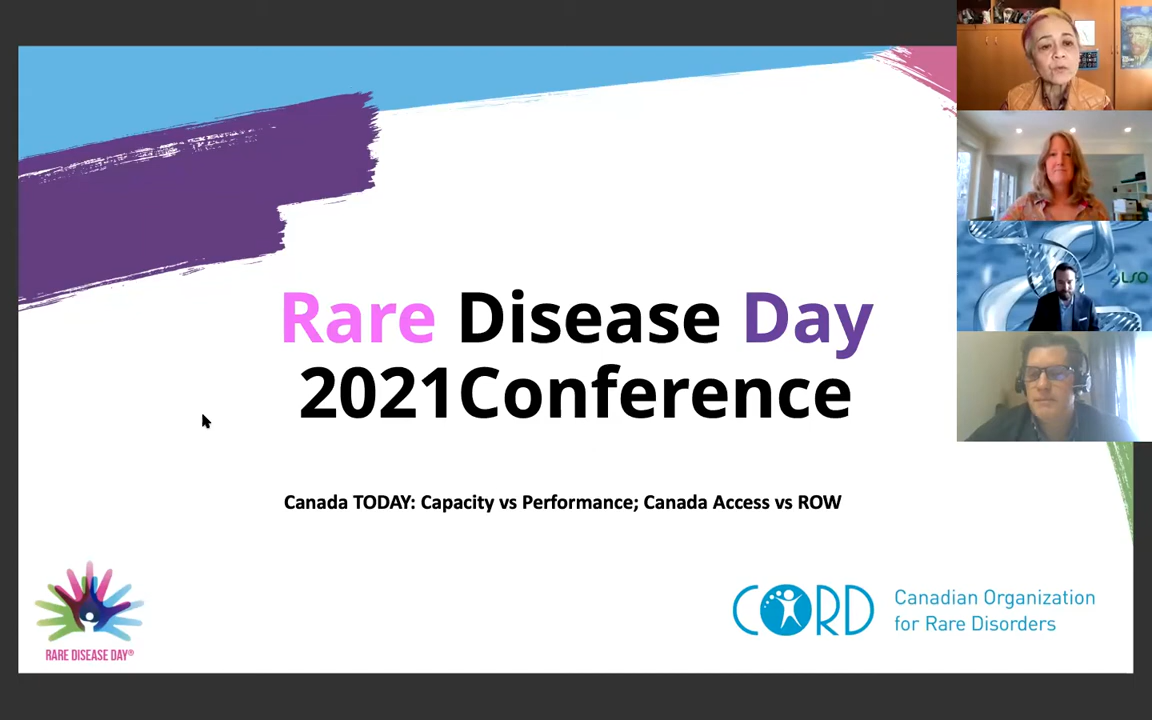 LSO
Rare Disease Day
2021Conference
Canada TODAY: Capacity vs Performance; Canada Access vs ROW
RARE DISEASE DAY®
CORD
Canadian Organization
for Rare Disorders